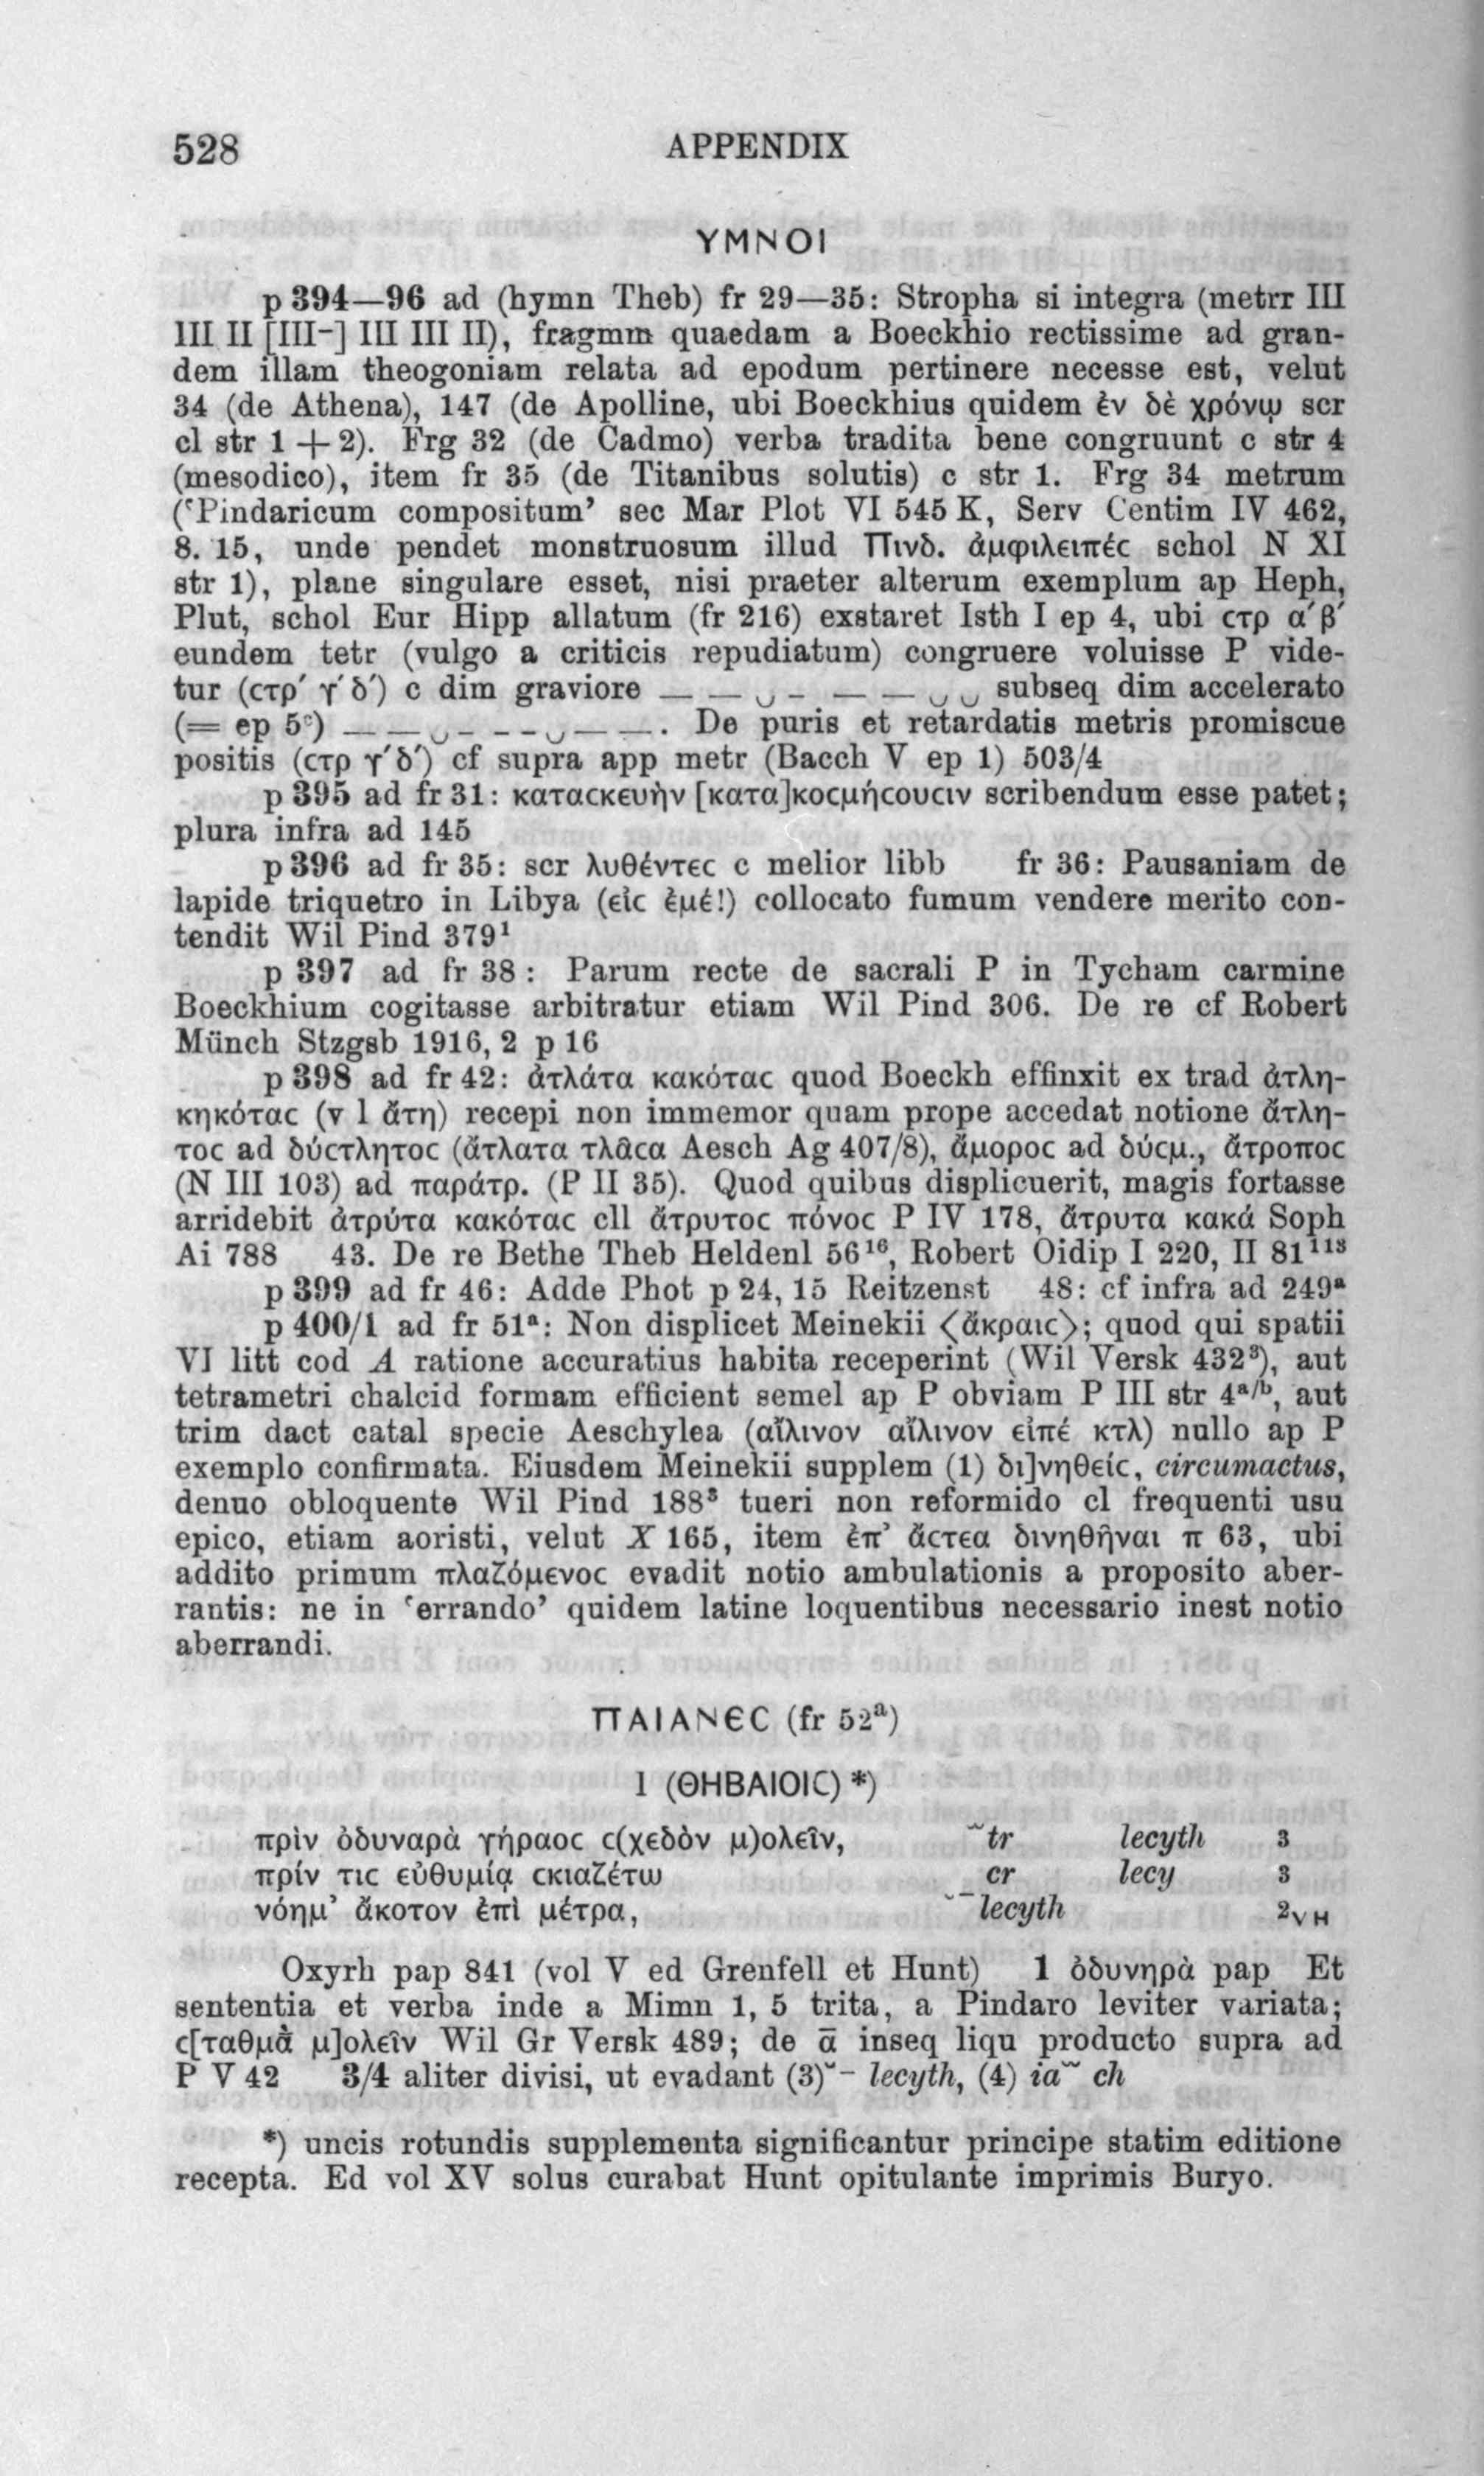 528 APPENDIX
ΥΜΝΟΙ
p 394—96 ad (hymn Theb) fr 29—35: Stropha si integra (metrr III
III II [III-] III III II), fragmm quaedam a Boeckhio rectissime ad gran-
dem illam theogoniam relata ad epodum pertinere necesse est, velut
34 (de Athena), 147 (de Apolline, ubi Boeckhius quidem ἐν δὲ χρόνῳ scr
cl str 1 + 2). Frg 32 (de Cadmo) verba tradita bene congruunt c str 4
(mesodico), item fr 35 (de Titanibus solutis) c str 1. Frg 34 metrum
(‘Pindaricum compositum’ sec Mar Plot VI 545 K, Serv Centim IV 462,
8. 15, unde pendet monstruosum illud Πινδ. ἀμφιλειπέϲ schol N XI
str 1), plane singulare esset, nisi praeter alterum exemplum ap Heph,
Plut, schol Eur Hipp allatum (fr 216) exstaret Isth I ep 4, ubi ϲτρ α′β′
eundem tetr (vulgo a criticis repudiatum) congruere voluisse P vide-
tur (ϲτρ′ γ′δ′) c dim graviore — — ◡ – — — ◡ ◡ subseq dim accelerato
(= ep 5ᶜ) — — ◡ – – – ◡ — —. De puris et retardatis metris promiscue
positis (ϲτρ γ′δ′) cf supra app metr (Bacch V ep 1) 503/4
p 395 ad fr 31: καταϲκευὴν [κατα]κοϲμήϲουϲιν scribendum esse patet;
plura infra ad 145
p 396 ad fr 35: scr λυθέντεϲ c melior libb fr 36: Pausaniam de
lapide triquetro in Libya (εἰϲ ἐμέ!) collocato fumum vendere merito con-
tendit Wil Pind 379¹
p 397 ad fr 38: Parum recte de sacrali P in Tycham carmine
Boeckhium cogitasse arbitratur etiam Wil Pind 306. De re cf Robert
Münch Stzgsb 1916, 2 p 16
p 398 ad fr 42: ἀτλάτα κακόταϲ quod Boeckh effinxit ex trad ἀτλη-
κηκόταϲ (v l ἄτη) recepi non immemor quam prope accedat notione ἄτλη-
τοϲ ad δύϲτλητοϲ (ἄτλατα τλᾶϲα Aesch Ag 407/8), ἄμοροϲ ad δύϲμ., ἄτροποϲ
(N III 103) ad παράτρ. (P II 35). Quod quibus displicuerit, magis fortasse
arridebit ἀτρύτα κακόταϲ cll ἄτρυτοϲ πόνοϲ P IV 178, ἄτρυτα κακά Soph
Ai 788 43. De re Bethe Theb Heldenl 56¹⁶, Robert Oidip I 220, II 81¹¹³
p 399 ad fr 46: Adde Phot p 24, 15 Reitzenst 48: cf infra ad 249ᵃ
p 400/1 ad fr 51ᵃ: Non displicet Meinekii ⟨ἄκραιϲ⟩; quod qui spatii
VI litt cod A ratione accuratius habita receperint (Wil Versk 432³), aut
tetrametri chalcid formam efficient semel ap P obviam P III str 4ᵃ/ᵇ, aut
trim dact catal specie Aeschylea (αἴλινον αἴλινον εἰπέ κτλ) nullo ap P
exemplo confirmata. Eiusdem Meinekii supplem (1) δι]νηθείϲ, circumactus,
denuo obloquente Wil Pind 188³ tueri non reformido cl frequenti usu
epico, etiam aoristi, velut Χ 165, item ἐπ’ ἄϲτεα δινηθῆναι π 63, ubi
addito primum πλαζόμενοϲ evadit notio ambulationis a proposito aber-
rantis: ne in ‘errando’ quidem latine loquentibus necessario inest notio
aberrandi.
ΠΑΙΑΝΕϹ (fr 52ᵃ)
1 (ΘΗΒΑΙΟΙϹ) *)
πρὶν ὀδυναρὰ γήραοϲ ϲ(χεδὸν μ)ολεῖν, ˘˘tr lecyth 3
πρίν τιϲ εὐθυμίᾳ ϲκιαζέτω cr lecy 3
νόημ’ ἄκοτον ἐπὶ μέτρα, ˘¯lecyth 2VH
Oxyrh pap 841 (vol V ed Grenfell et Hunt) 1 ὀδυνηρὰ pap Et
sententia et verba inde a Mimn 1, 5 trita, a Pindaro leviter variata;
ϲ[ταθμὰ̀ μ]ολεῖν Wil Gr Versk 489; de ᾱ inseq liqu producto supra ad
P V 42 3/4 aliter divisi, ut evadant (3) ˘– lecyth, (4) ia˘˘ ch
*) uncis rotundis supplementa significantur principe statim editione
recepta. Ed vol XV solus curabat Hunt opitulante imprimis Buryo.